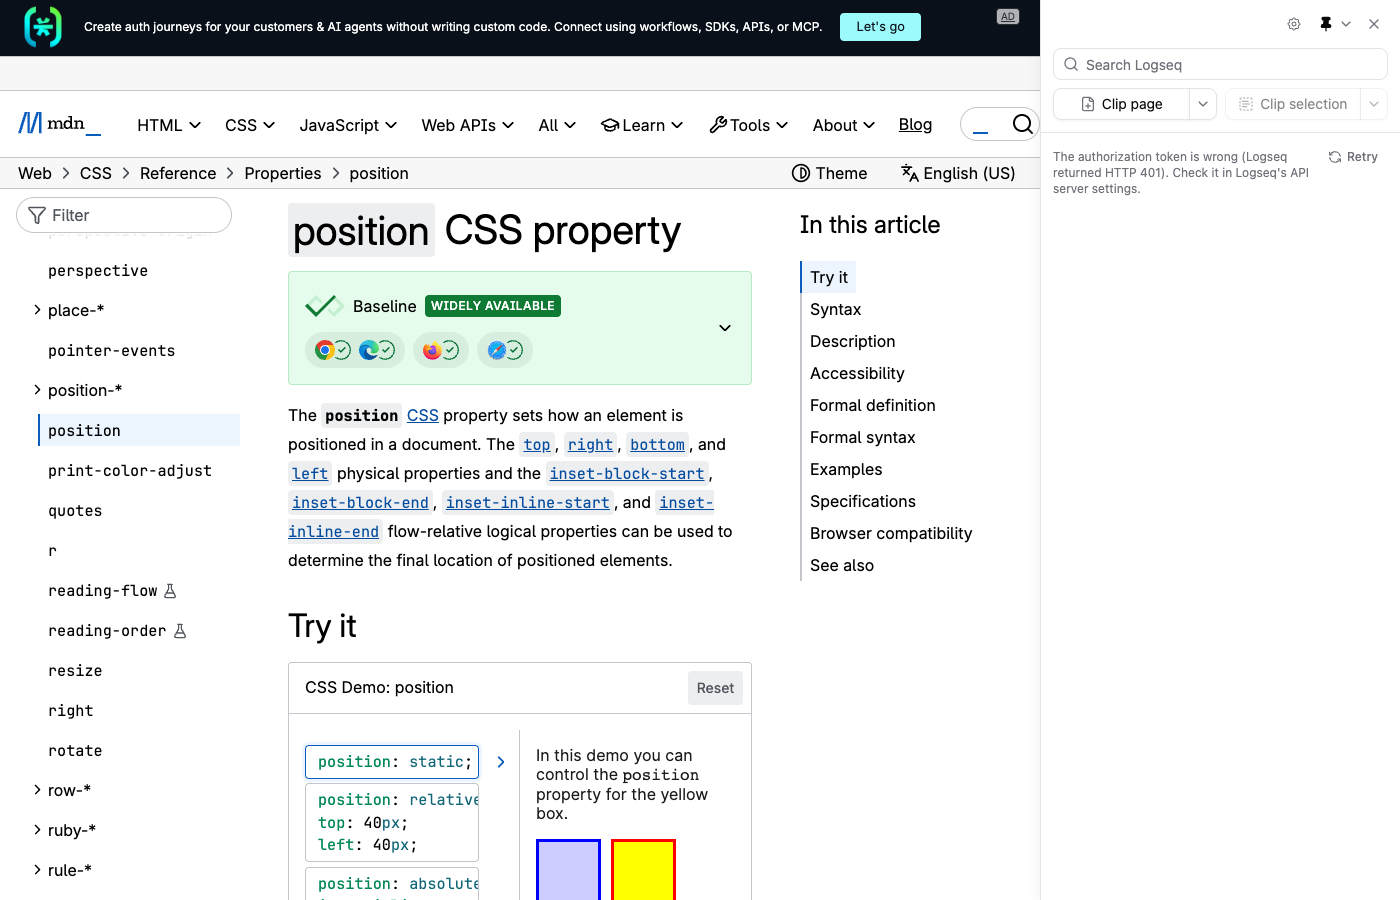 Create auth journeys for your customers & AI agents without writing custom code. Connect using workflows, SDKs, APIs, or MCP.
Let's go
AD
mdn_
HTML
CSS
JavaScript
Web APIs
All
Learn
Tools
About
Blog
Web
CSS
Reference
Properties
position
Theme
English (US)
Filter
perspective
place-*
pointer-events
position-*
position
print-color-adjust
quotes
r
reading-flow
reading-order
resize
right
rotate
row-*
ruby-*
rule-*
position CSS property
Baseline WIDELY AVAILABLE
The position CSS property sets how an element is
positioned in a document. The top, right, bottom, and
left physical properties and the inset-block-start,
inset-block-end, inset-inline-start, and inset-
inline-end flow-relative logical properties can be used to
determine the final location of positioned elements.
Try it
CSS Demo: position
Reset
position: static;
position: relative
top: 40px;
left: 40px;
position: absolute
In this demo you can
control the position
property for the yellow
box.
In this article
Try it
Syntax
Description
Accessibility
Formal definition
Formal syntax
Examples
Specifications
Browser compatibility
See also
Search Logseq
Clip page
Clip selection
The authorization token is wrong (Logseq
returned HTTP 401). Check it in Logseq's API
server settings.
Retry